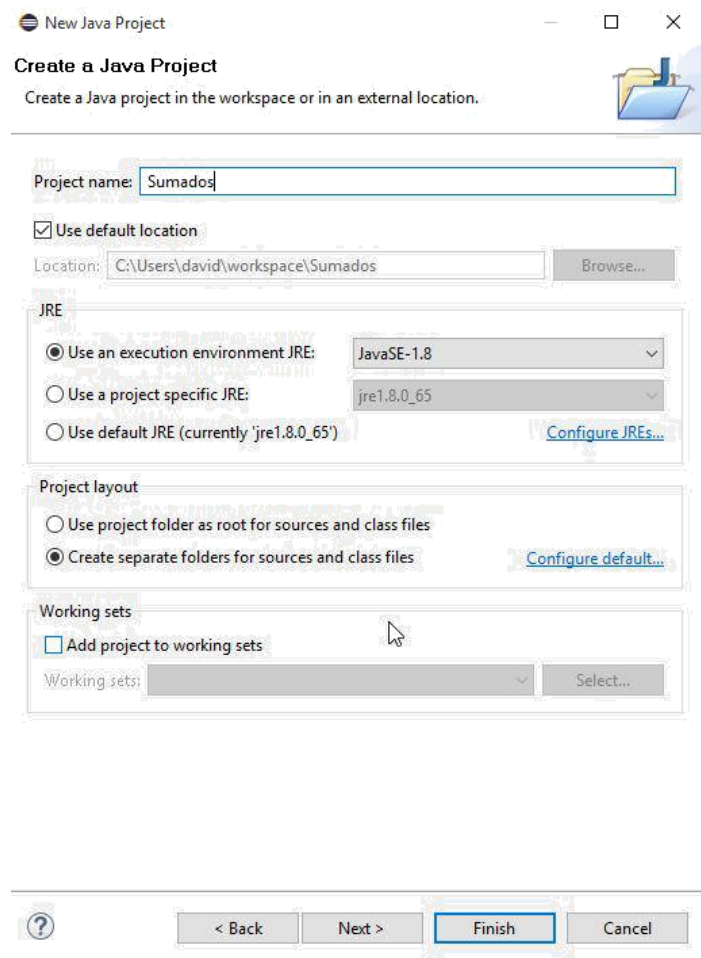 New Java Project
Create a Java Project
Create a Java project in the workspace or in an external location.
Project name: Sumados
Use default location
Location: C:\Users\david\workspace\Sumados Browse...
JRE
Use an execution environment JRE: JavaSE-1.8
Use a project specific JRE: jre1.8.0_65
Use default JRE (currently 'jre1.8.0_65') Configure JREs...
Project layout
Use project folder as root for sources and class files
Create separate folders for sources and class files Configure default...
Working sets
Add project to working sets
Working sets: Select...
? < Back Next > Finish Cancel